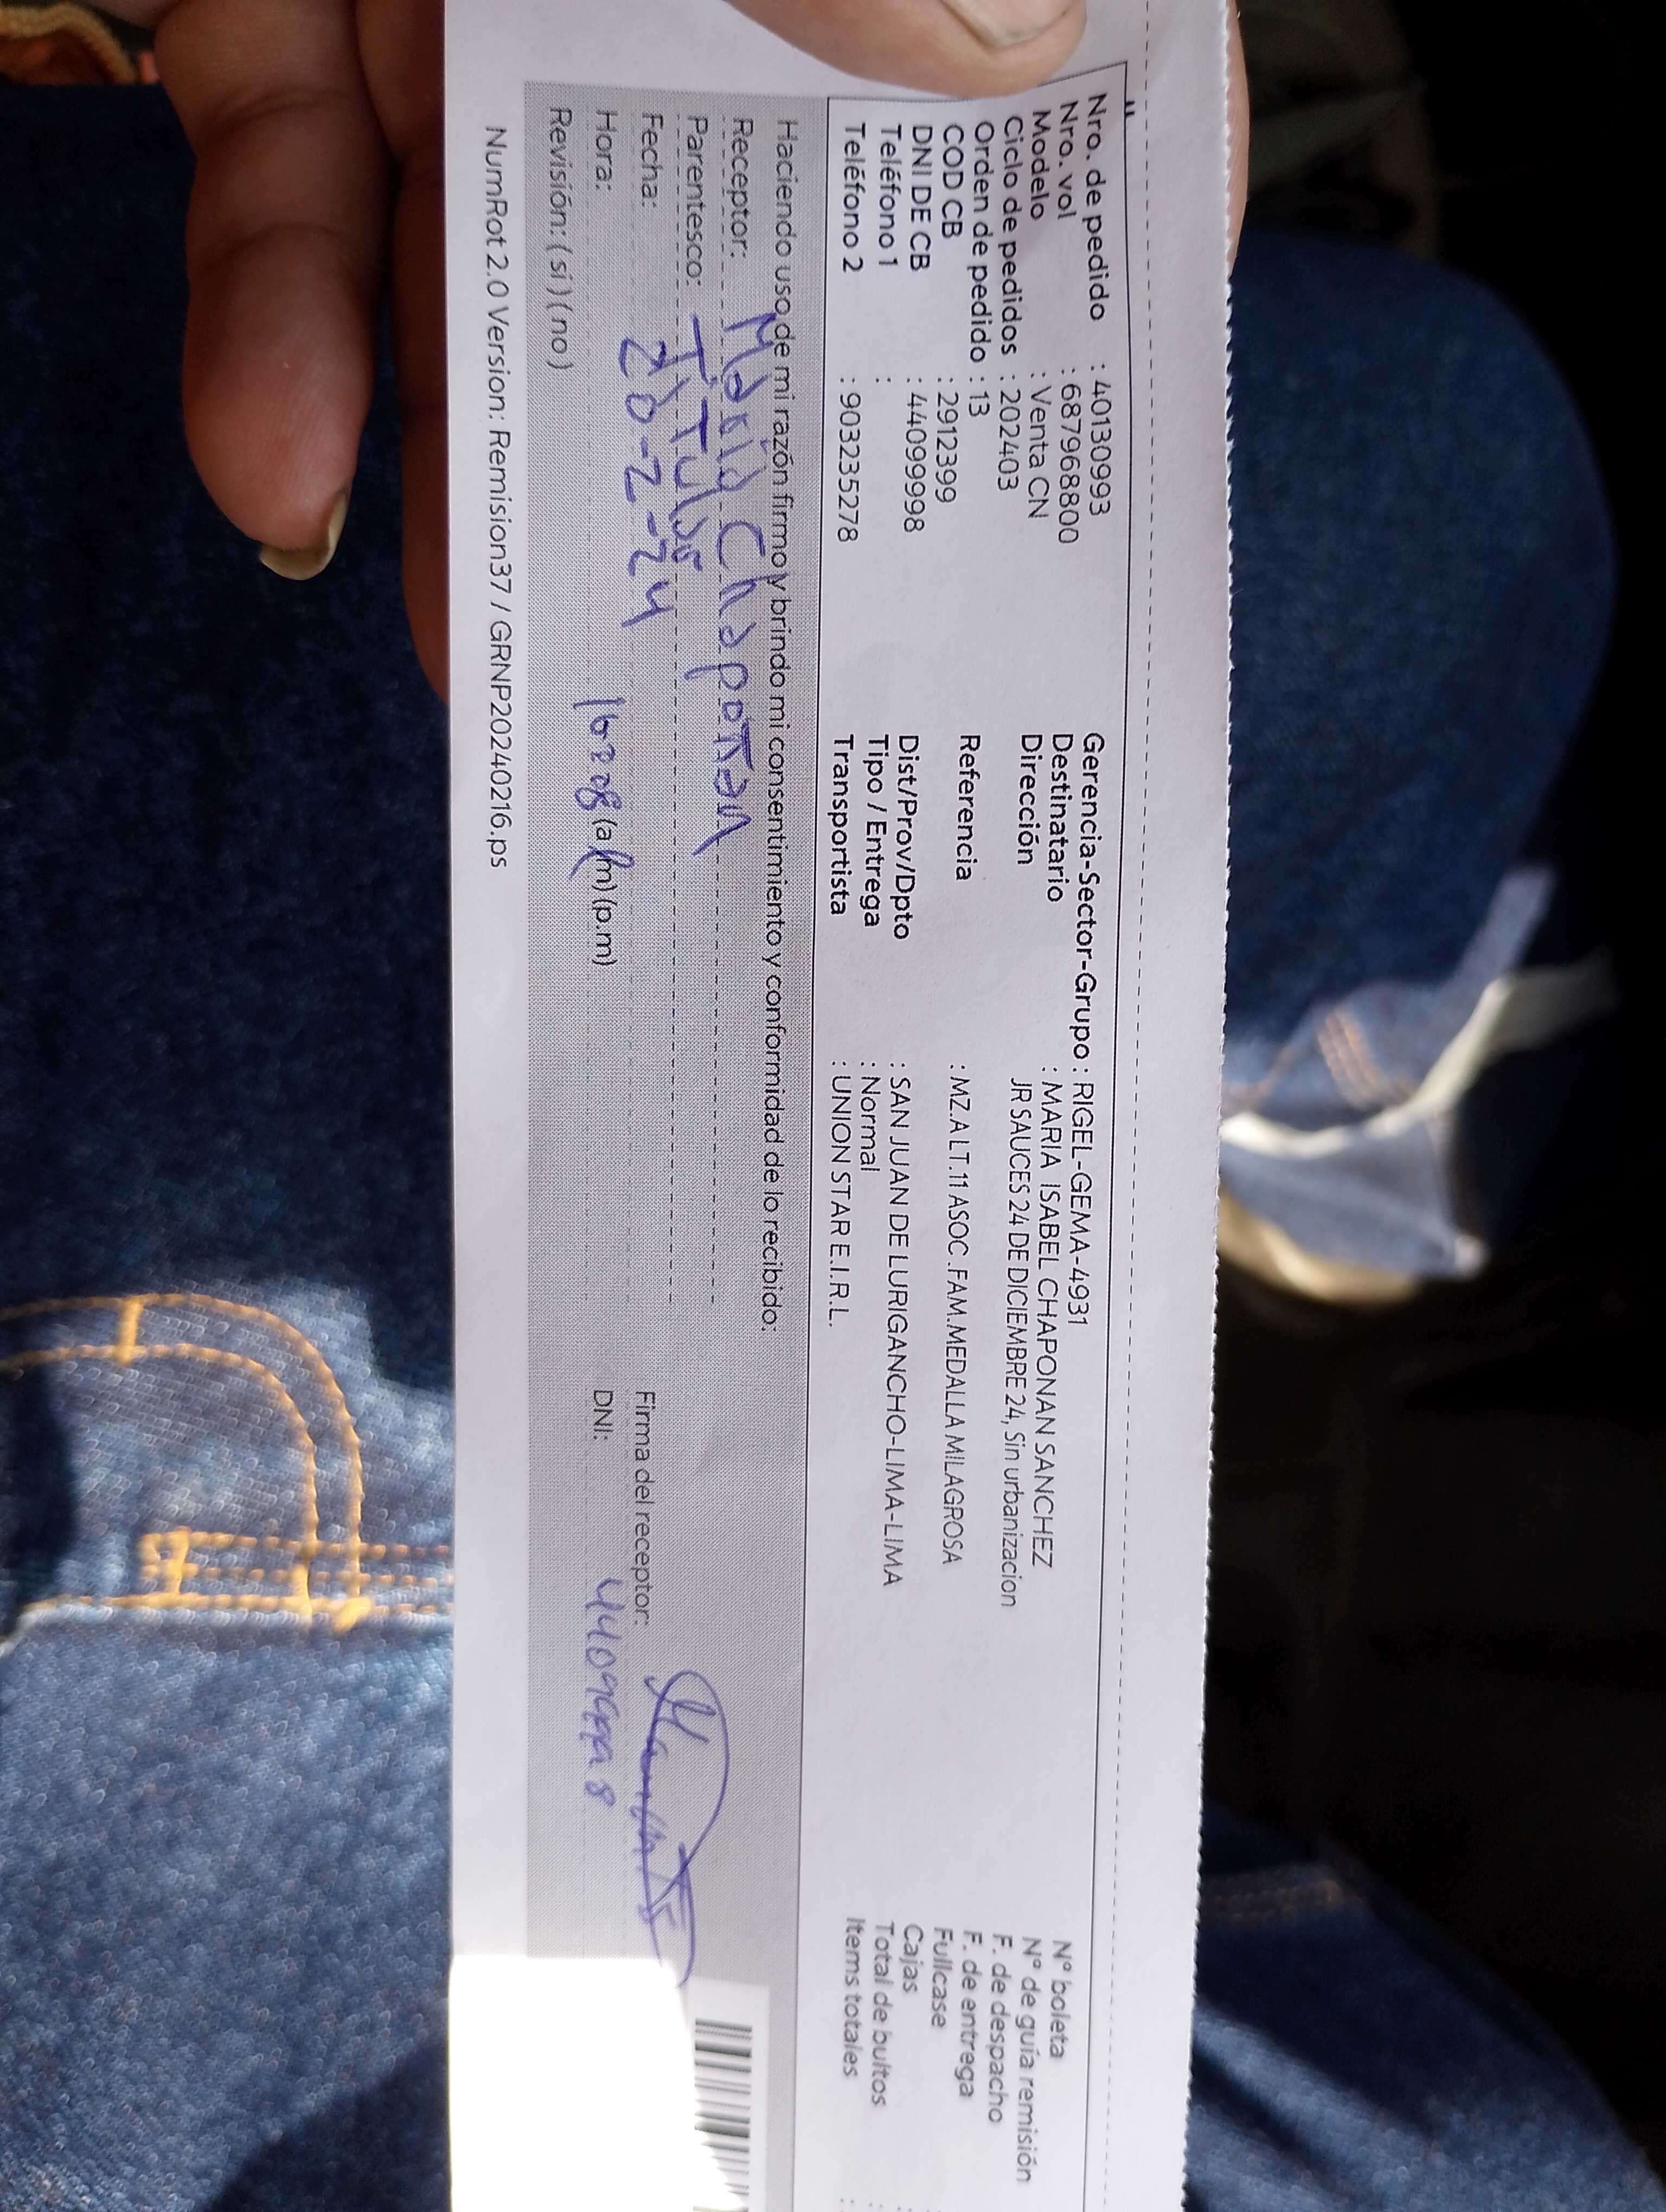 Nro. de pedido : 40130993
Nro. vol : 687968800
Modelo : Venta CN
Ciclo de pedidos : 202403
Orden de pedido : 13
COD CB : 2912399
DNI DE CB : 44099998
Teléfono 1 :
Teléfono 2 : 903235278
Gerencia-Sector-Grupo : RIGEL-GEMA-4931
Destinatario : MARIA ISABEL CHAPONAN SANCHEZ
Dirección JR SAUCES 24 DE DICIEMBRE 24, Sin urbanizacion
Referencia : MZ.A LT.11 ASOC .FAM.MEDALLA MILAGROSA
Dist/Prov/Dpto : SAN JUAN DE LURIGANCHO-LIMA-LIMA
Tipo / Entrega : Normal
Transportista : UNION STAR E.I.R.L.
N° boleta
N° de guía remisión
F. de despacho
F. de entrega
Fullcase
Cajas
Total de bultos :
Items totales :
Haciendo uso de mi razón firmo y brindo mi consentimiento y conformidad de lo recibido:
Receptor: Maria Chapoñan
Parentesco: Titular
Fecha: 20-2-24
Hora: (a.m) (p.m)
Revisión: ( si ) ( no )
Firma del receptor:
DNI: 44099998
NumRot 2.0 Version: Remision37 / GRNP20240216.ps